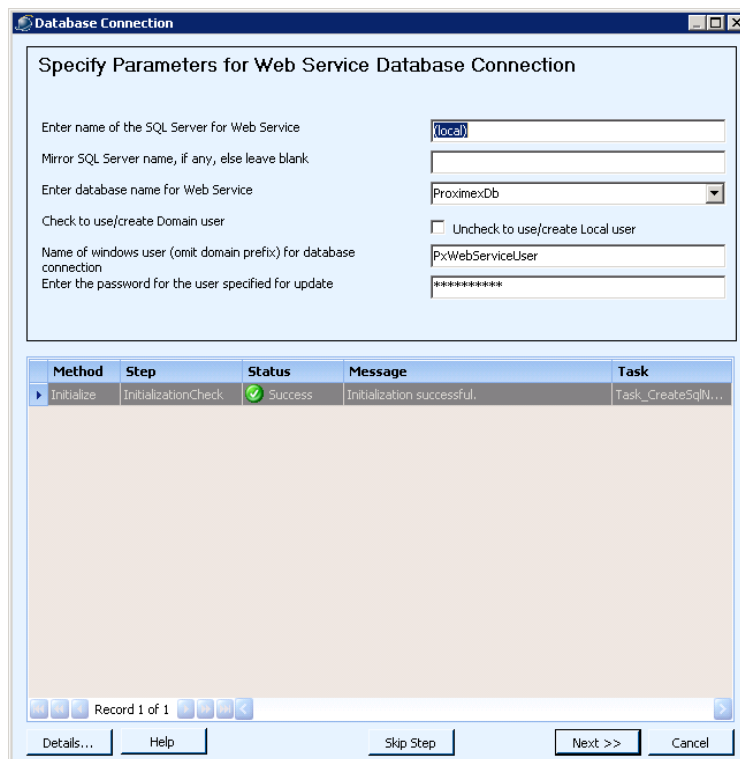 Database Connection
Specify Parameters for Web Service Database Connection
Enter name of the SQL Server for Web Service
(local)
Mirror SQL Server name, if any, else leave blank
Enter database name for Web Service
ProximexDb
Check to use/create Domain user
Uncheck to use/create Local user
Name of windows user (omit domain prefix) for database
connection
PxWebServiceUser
Enter the password for the user specified for update
**********
Method Step Status Message Task
Initialize InitializationCheck Success Initialization successful. Task_CreateSqlN...
Record 1 of 1
Details... Help Skip Step Next >> Cancel